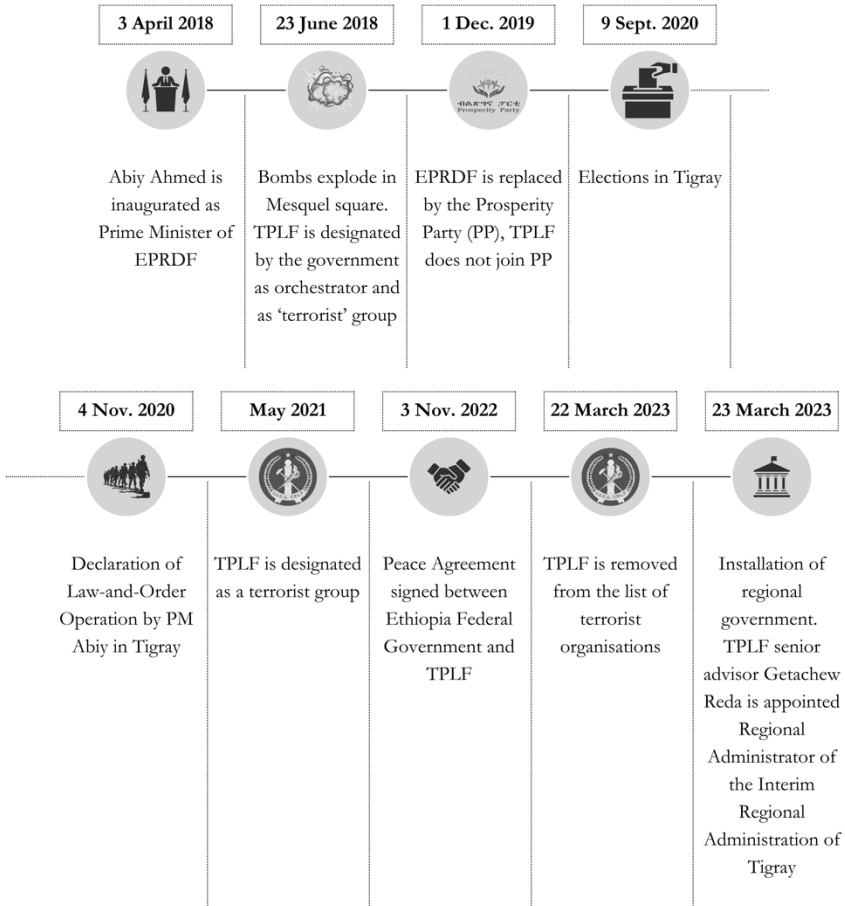 3 April 2018
23 June 2018
1 Dec. 2019
9 Sept. 2020
ብልጽግና ፓርቲ
Prosperity Party
Abiy Ahmed is
inaugurated as
Prime Minister of
EPRDF
Bombs explode in
Mesquel square.
TPLF is designated
by the government
as orchestrator and
as ‘terrorist’ group
EPRDF is replaced
by the Prosperity
Party (PP), TPLF
does not join PP
Elections in Tigray
4 Nov. 2020
May 2021
3 Nov. 2022
22 March 2023
23 March 2023
Declaration of
Law-and-Order
Operation by PM
Abiy in Tigray
TPLF is designated
as a terrorist group
Peace Agreement
signed between
Ethiopia Federal
Government and
TPLF
TPLF is removed
from the list of
terrorist
organisations
Installation of
regional
government.
TPLF senior
advisor Getachew
Reda is appointed
Regional
Administrator of
the Interim
Regional
Administration of
Tigray